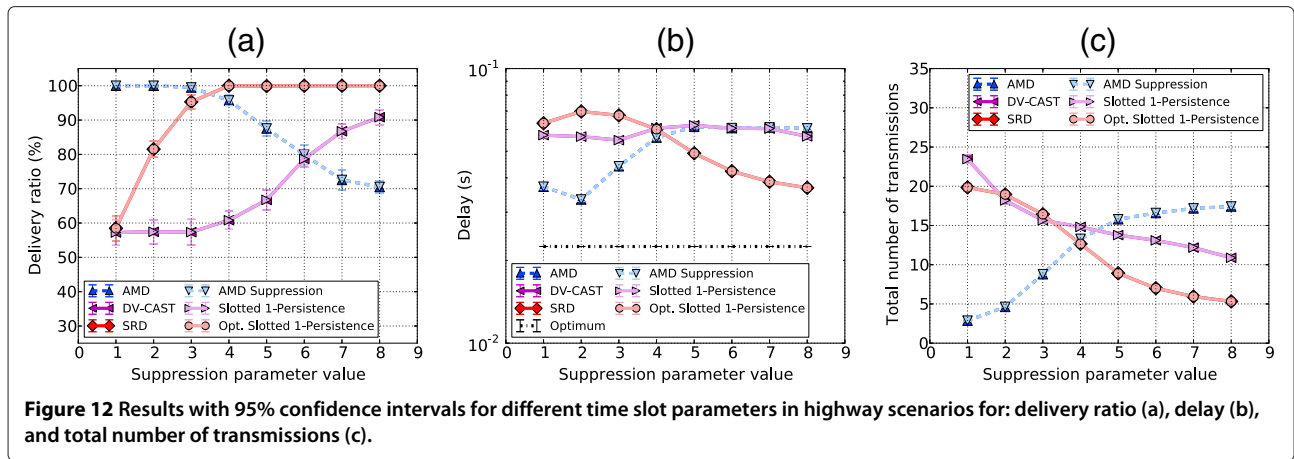 (a)
Delivery ratio (%)
100
90
80
70
60
50
40
30
0 1 2 3 4 5 6 7 8 9
Suppression parameter value
AMD
DV-CAST
SRD
AMD Suppression
Slotted 1-Persistence
Opt. Slotted 1-Persistence
(b)
Delay (s)
10-1
10-2
0 1 2 3 4 5 6 7 8 9
Suppression parameter value
AMD
DV-CAST
SRD
Optimum
AMD Suppression
Slotted 1-Persistence
Opt. Slotted 1-Persistence
(c)
Total number of transmissions
35
30
25
20
15
10
5
0
0 1 2 3 4 5 6 7 8 9
Suppression parameter value
AMD
DV-CAST
SRD
AMD Suppression
Slotted 1-Persistence
Opt. Slotted 1-Persistence
Figure 12 Results with 95% confidence intervals for different time slot parameters in highway scenarios for: delivery ratio (a), delay (b),
and total number of transmissions (c).